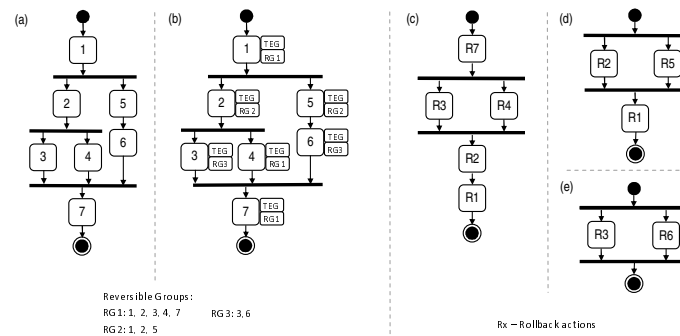 (a)
1
2
5
3
4
6
7
(b)
1
TEG
RG1
2
TEG
RG2
5
TEG
RG2
3
TEG
RG3
4
TEG
RG1
6
TEG
RG3
7
TEG
RG1
Reversible Groups:
RG1: 1, 2, 3, 4, 7
RG3: 3, 6
RG2: 1, 2, 5
(c)
R7
R3
R4
R2
R1
(d)
R2
R5
R1
(e)
R3
R6
Rx – Rollback actions